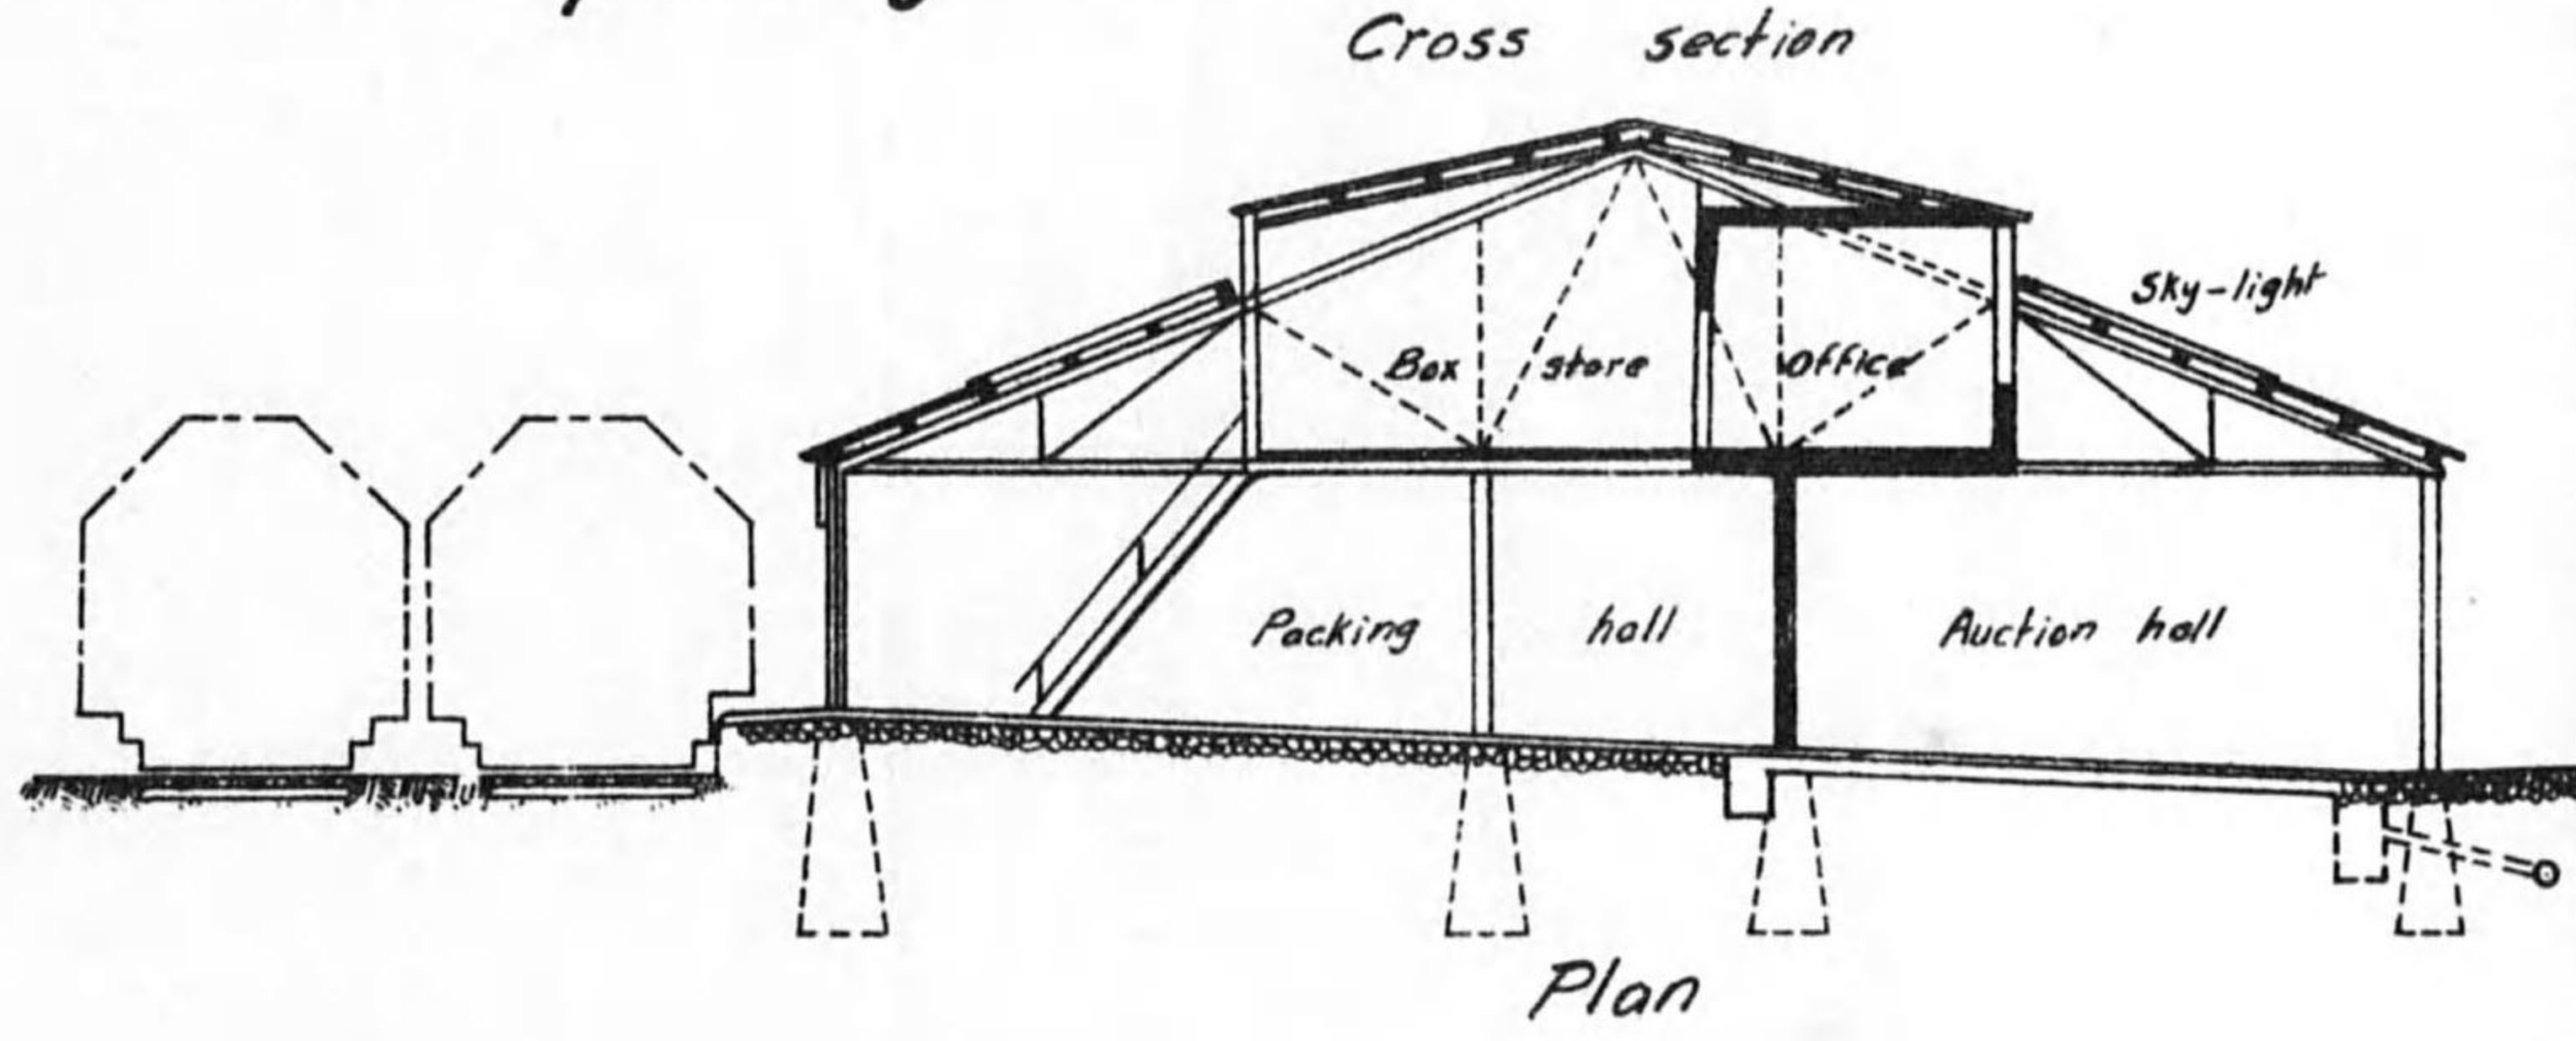 Cross section
Sky-light
Box store
Office
Packing hall
Auction hall
Plan